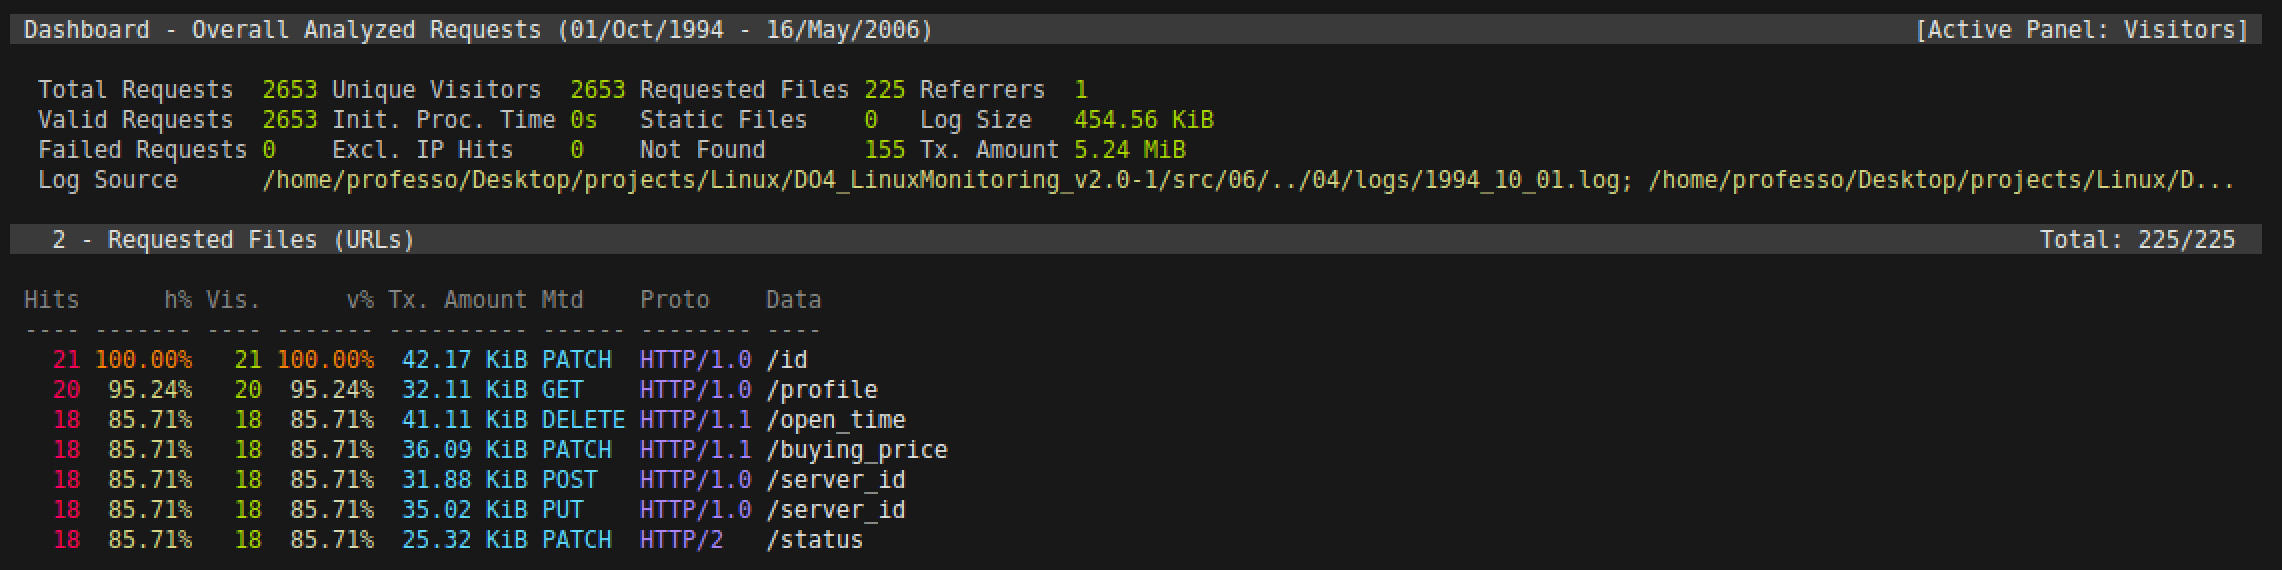 Dashboard - Overall Analyzed Requests (01/Oct/1994 - 16/May/2006) [Active Panel: Visitors]
Total Requests 2653 Unique Visitors 2653 Requested Files 225 Referrers 1
Valid Requests 2653 Init. Proc. Time 0s Static Files 0 Log Size 454.56 KiB
Failed Requests 0 Excl. IP Hits 0 Not Found 155 Tx. Amount 5.24 MiB
Log Source /home/professo/Desktop/projects/Linux/DO4_LinuxMonitoring_v2.0-1/src/06/../04/logs/1994_10_01.log; /home/professo/Desktop/projects/Linux/D...
2 - Requested Files (URLs) Total: 225/225
Hits h% Vis. v% Tx. Amount Mtd Proto Data
---- ------- ---- ------- ---------- ------ -------- ----
21 100.00% 21 100.00% 42.17 KiB PATCH HTTP/1.0 /id
20 95.24% 20 95.24% 32.11 KiB GET HTTP/1.0 /profile
18 85.71% 18 85.71% 41.11 KiB DELETE HTTP/1.1 /open_time
18 85.71% 18 85.71% 36.09 KiB PATCH HTTP/1.1 /buying_price
18 85.71% 18 85.71% 31.88 KiB POST HTTP/1.0 /server_id
18 85.71% 18 85.71% 35.02 KiB PUT HTTP/1.0 /server_id
18 85.71% 18 85.71% 25.32 KiB PATCH HTTP/2 /status